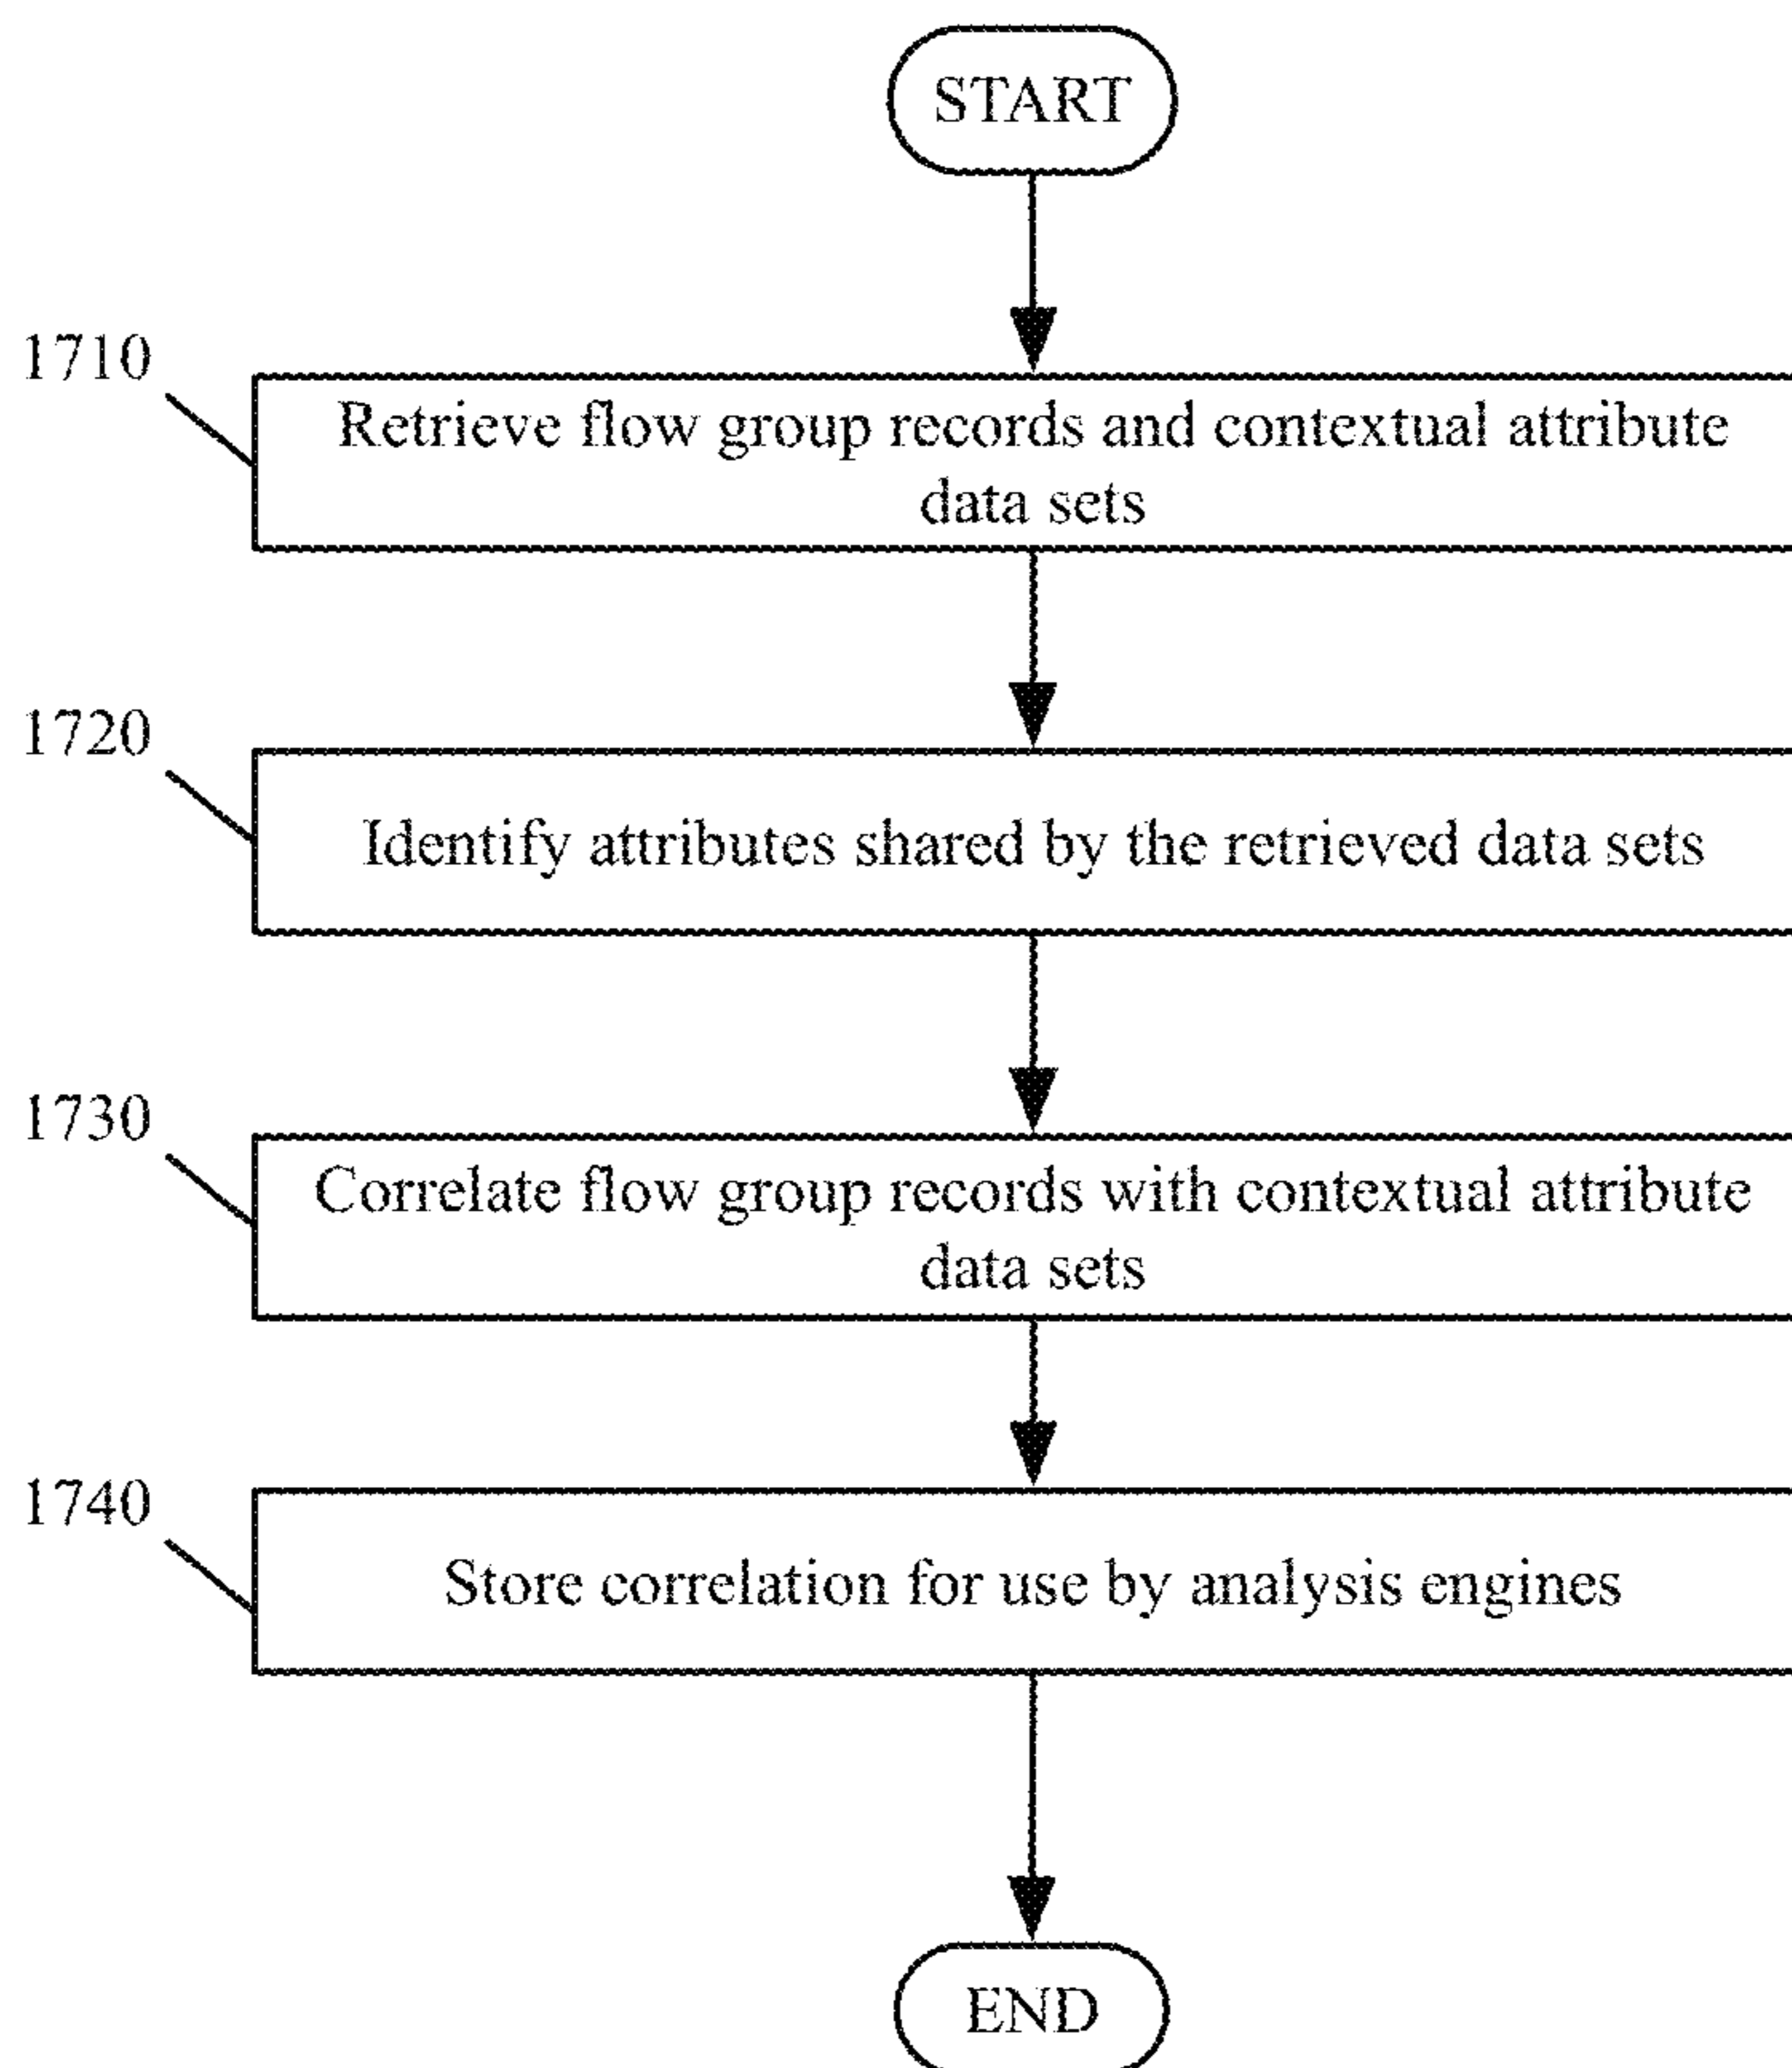 START
1710
Retrieve flow group records and contextual attribute
data sets
1720
Identify attributes shared by the retrieved data sets
1730
Correlate flow group records with contextual attribute
data sets
1740
Store correlation for use by analysis engines
END